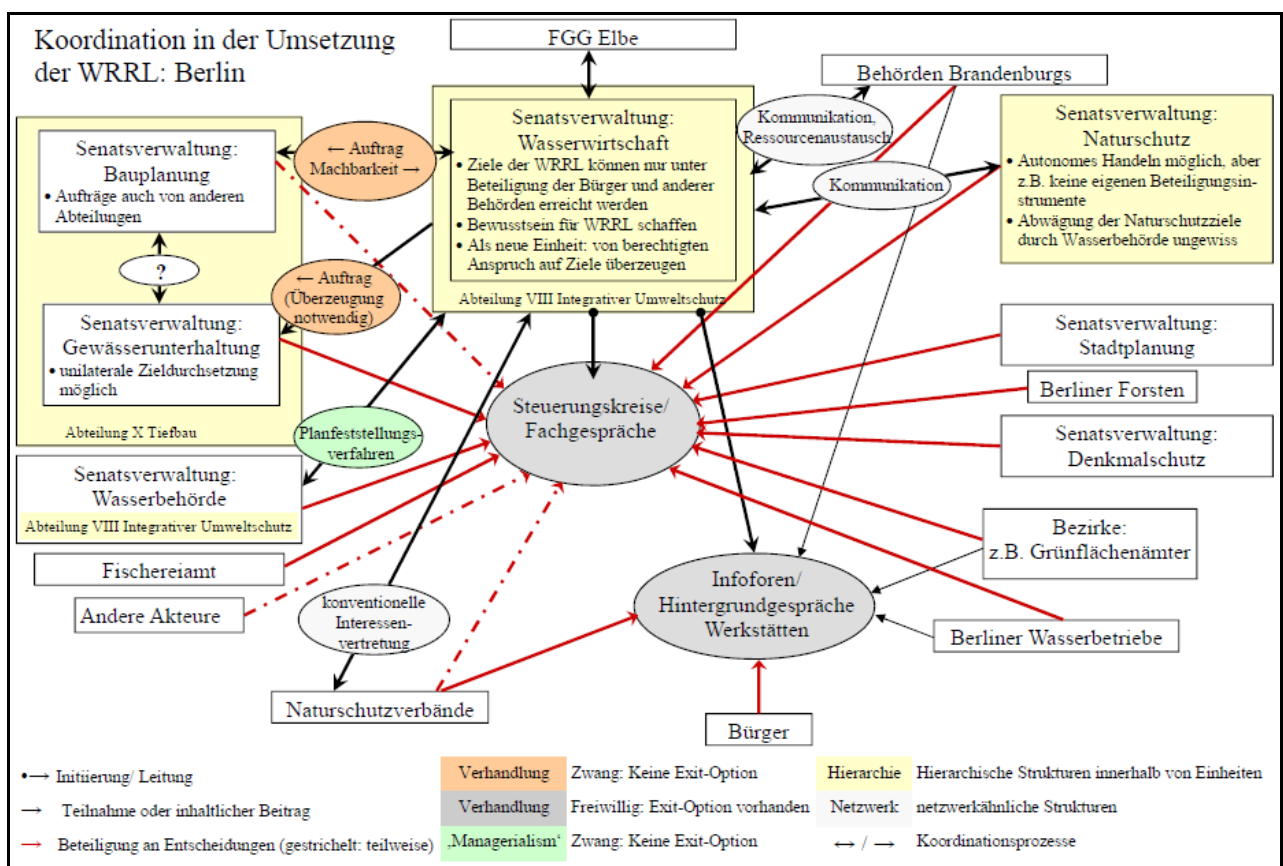 Koordination in der Umsetzung
der WRRL: Berlin
FGG Elbe
Behörden Brandenburgs
Senatsverwaltung:
Bauplanung
• Aufträge auch von anderen
Abteilungen
?
Senatsverwaltung:
Gewässerunterhaltung
• unilaterale Zieldurchsetzung
möglich
Abteilung X Tiefbau
← Auftrag
Machbarkeit →
← Auftrag
(Überzeugung
notwendig)
Senatsverwaltung:
Wasserwirtschaft
• Ziele der WRRL können nur unter
Beteiligung der Bürger und anderer
Behörden erreicht werden
• Bewusstsein für WRRL schaffen
• Als neue Einheit: von berechtigten
Anspruch auf Ziele überzeugen
Abteilung VIII Integrativer Umweltschutz
Kommunikation,
Ressourcenaustausch
Kommunikation
Senatsverwaltung:
Naturschutz
• Autonomes Handeln möglich, aber
z.B. keine eigenen Beteiligungsin-
strumente
• Abwägung der Naturschutzziele
durch Wasserbehörde ungewiss
Senatsverwaltung:
Stadtplanung
Berliner Forsten
Senatsverwaltung:
Denkmalschutz
Steuerungskreise/
Fachgespräche
Planfeststellungs-
verfahren
Senatsverwaltung:
Wasserbehörde
Abteilung VIII Integrativer Umweltschutz
Fischereiamt
Andere Akteure
konventionelle
Interessen-
vertretung
Infoforen/
Hintergrundgespräche
Werkstätten
Bezirke:
z.B. Grünflächenämter
Berliner Wasserbetriebe
Naturschutzverbände
Bürger
•→ Initiierung/ Leitung
→ Teilnahme oder inhaltlicher Beitrag
→ Beteiligung an Entscheidungen (gestrichelt: teilweise)
Verhandlung Zwang: Keine Exit-Option
Verhandlung Freiwillig: Exit-Option vorhanden
‚Managerialism‘ Zwang: Keine Exit-Option
Hierarchie Hierarchische Strukturen innerhalb von Einheiten
Netzwerk netzwerkähnliche Strukturen
↔ / → Koordinationsprozesse